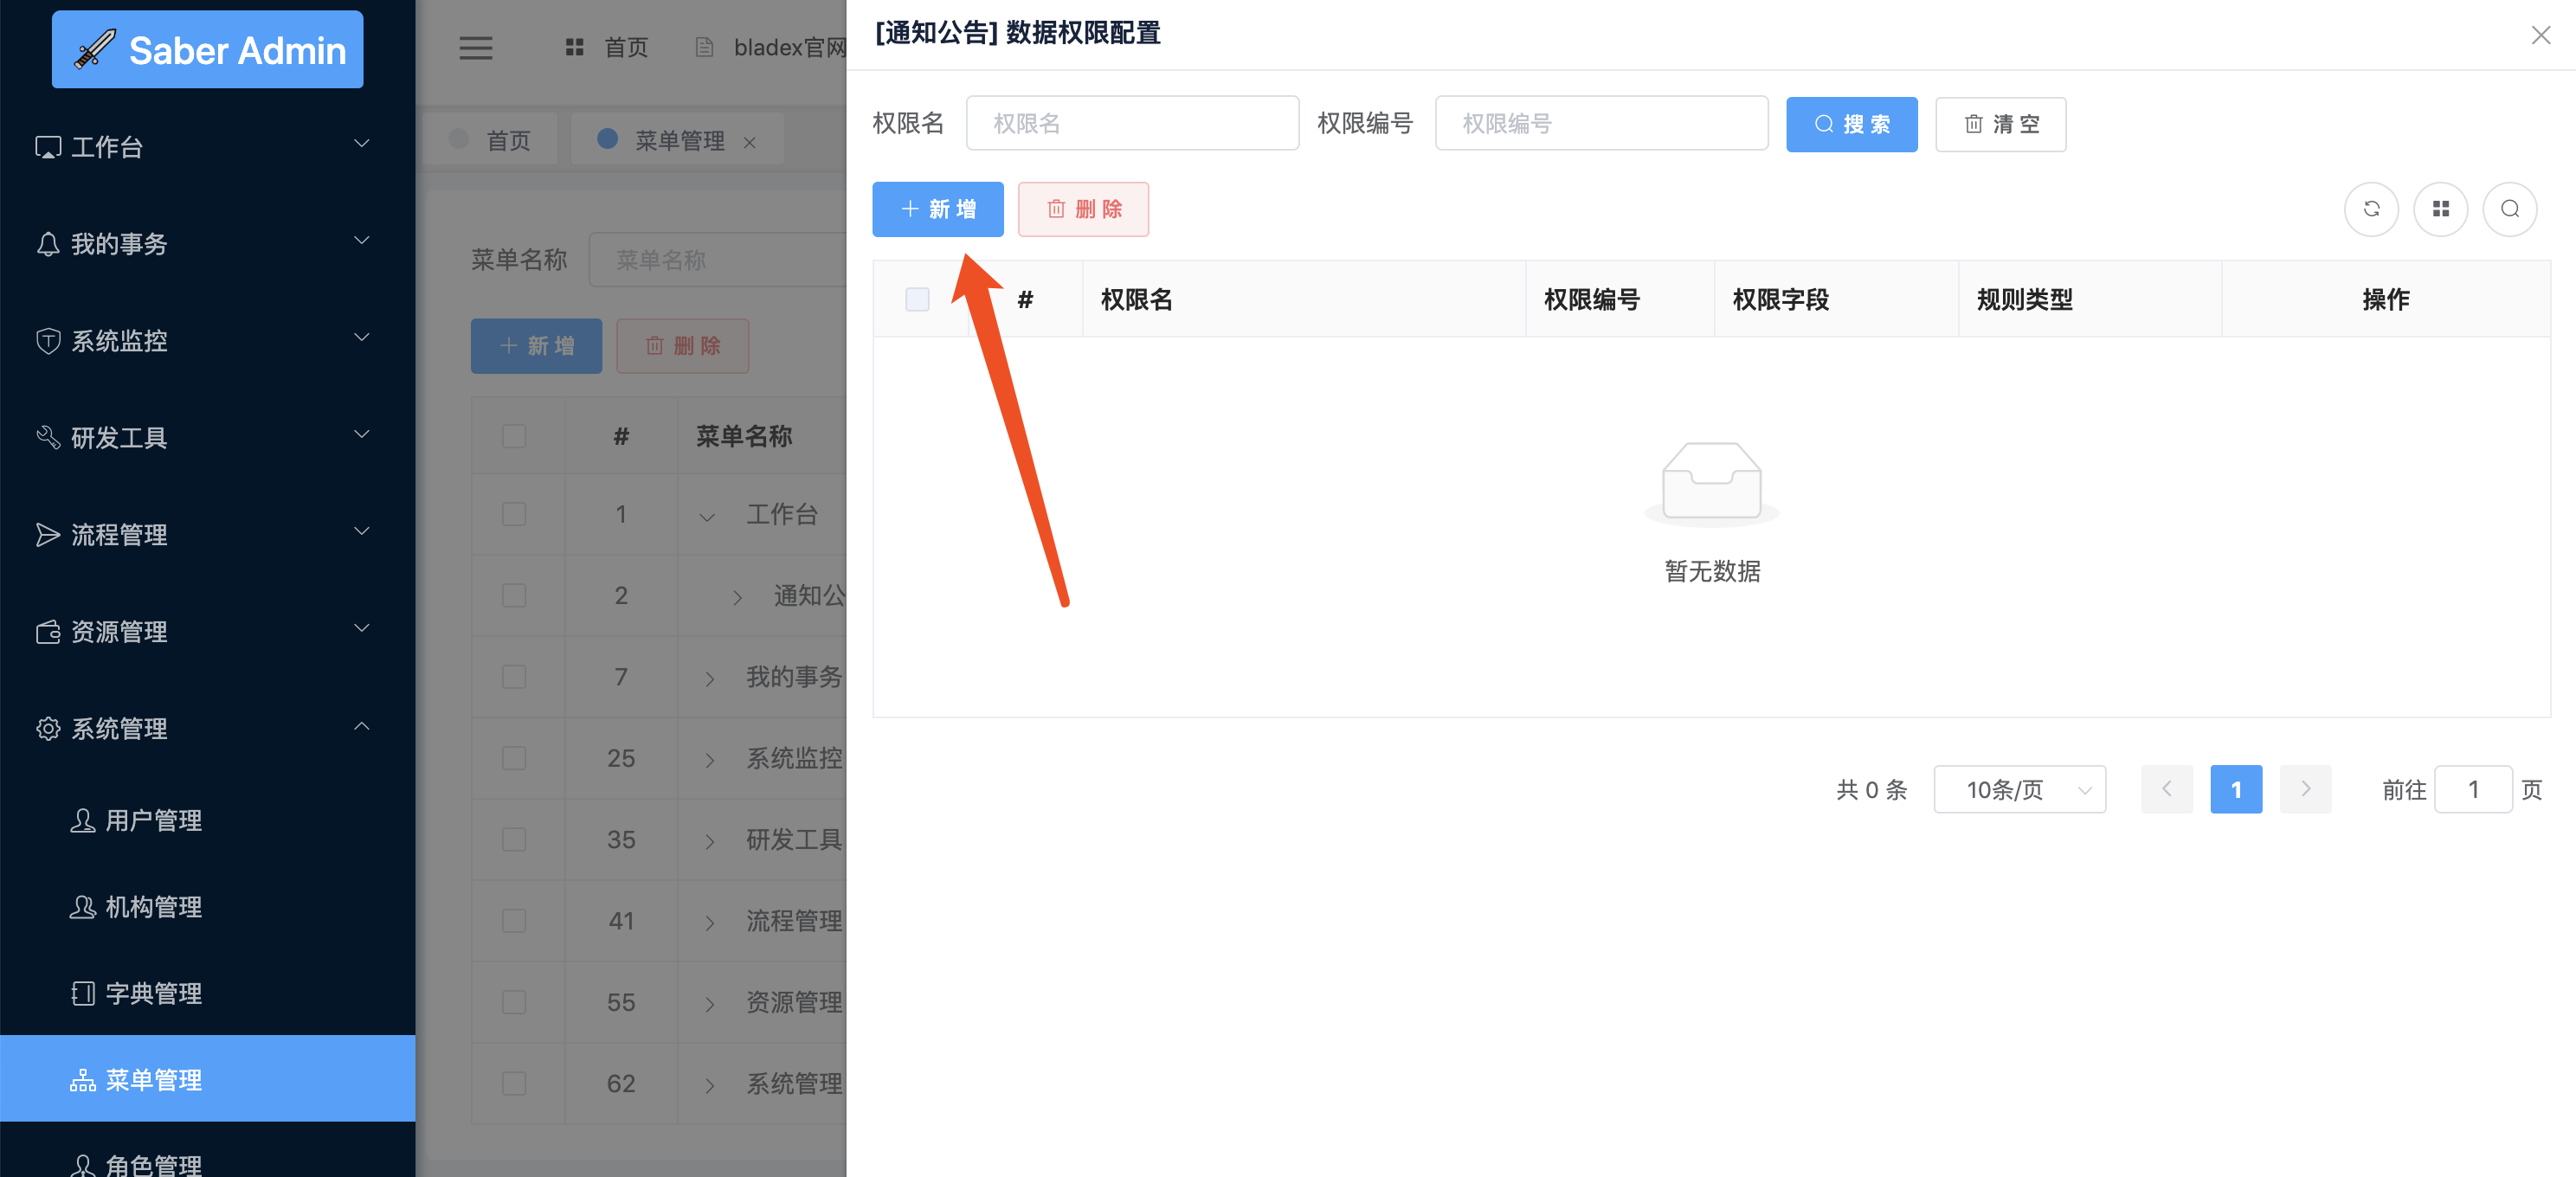 Saber Admin
工作台
我的事务
系统监控
研发工具
流程管理
资源管理
系统管理
用户管理
机构管理
字典管理
菜单管理
角色管理
首页
bladex官网
首页
菜单管理
菜单名称 菜单名称
新 增 删 除
# 菜单名称
1 工作台
2 通知公
7 我的事务
25 系统监控
35 研发工具
41 流程管理
55 资源管理
62 系统管理
[通知公告] 数据权限配置
权限名 权限名 权限编号 权限编号 搜 索 清 空
新 增 删 除
# 权限名 权限编号 权限字段 规则类型 操作
暂无数据
共 0 条 10条/页 1 前往 1 页